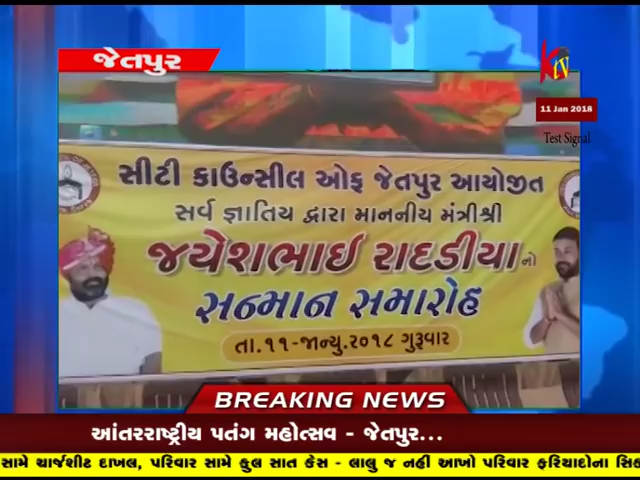 જેતપુર
K TV
11 Jan 2018
Test Signal
સીટી કાઉન્સીલ ઓફ જેતપુર આયોજીત
સર્વ જ્ઞાતિય દ્વારા માનનીય મંત્રીશ્રી
જયેશભાઈ રાદડીયાનો
સન્માન સમારોહ
તા.૧૧-જાન્યુ.૨૦૧૮ ગુરૂવાર
BREAKING NEWS
આંતરરાષ્ટ્રીય પતંગ મહોત્સવ - જેતપુર...
સામે ચાર્જશીટ દાખલ, પરિવાર સામે કુલ સાત કેસ - લાલુ જ નહી આખો પરિવાર ફરિયાદોના